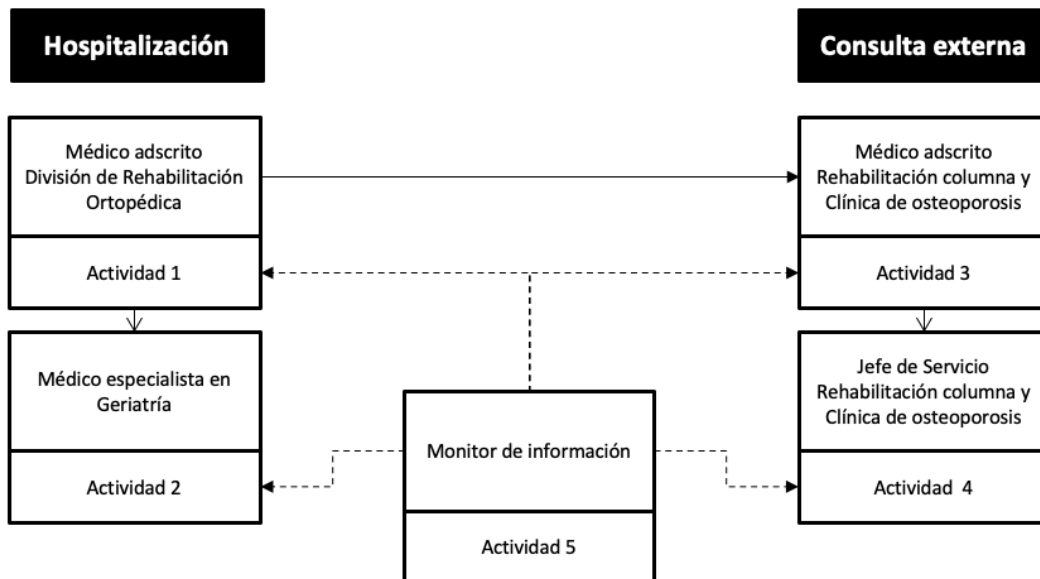 Hospitalización
Consulta externa
Médico adscrito
División de Rehabilitación
Ortopédica
Actividad 1
Médico adscrito
Rehabilitación columna y
Clínica de osteoporosis
Actividad 3
Médico especialista en
Geriatría
Actividad 2
Monitor de información
Actividad 5
Jefe de Servicio
Rehabilitación columna y
Clínica de osteoporosis
Actividad 4